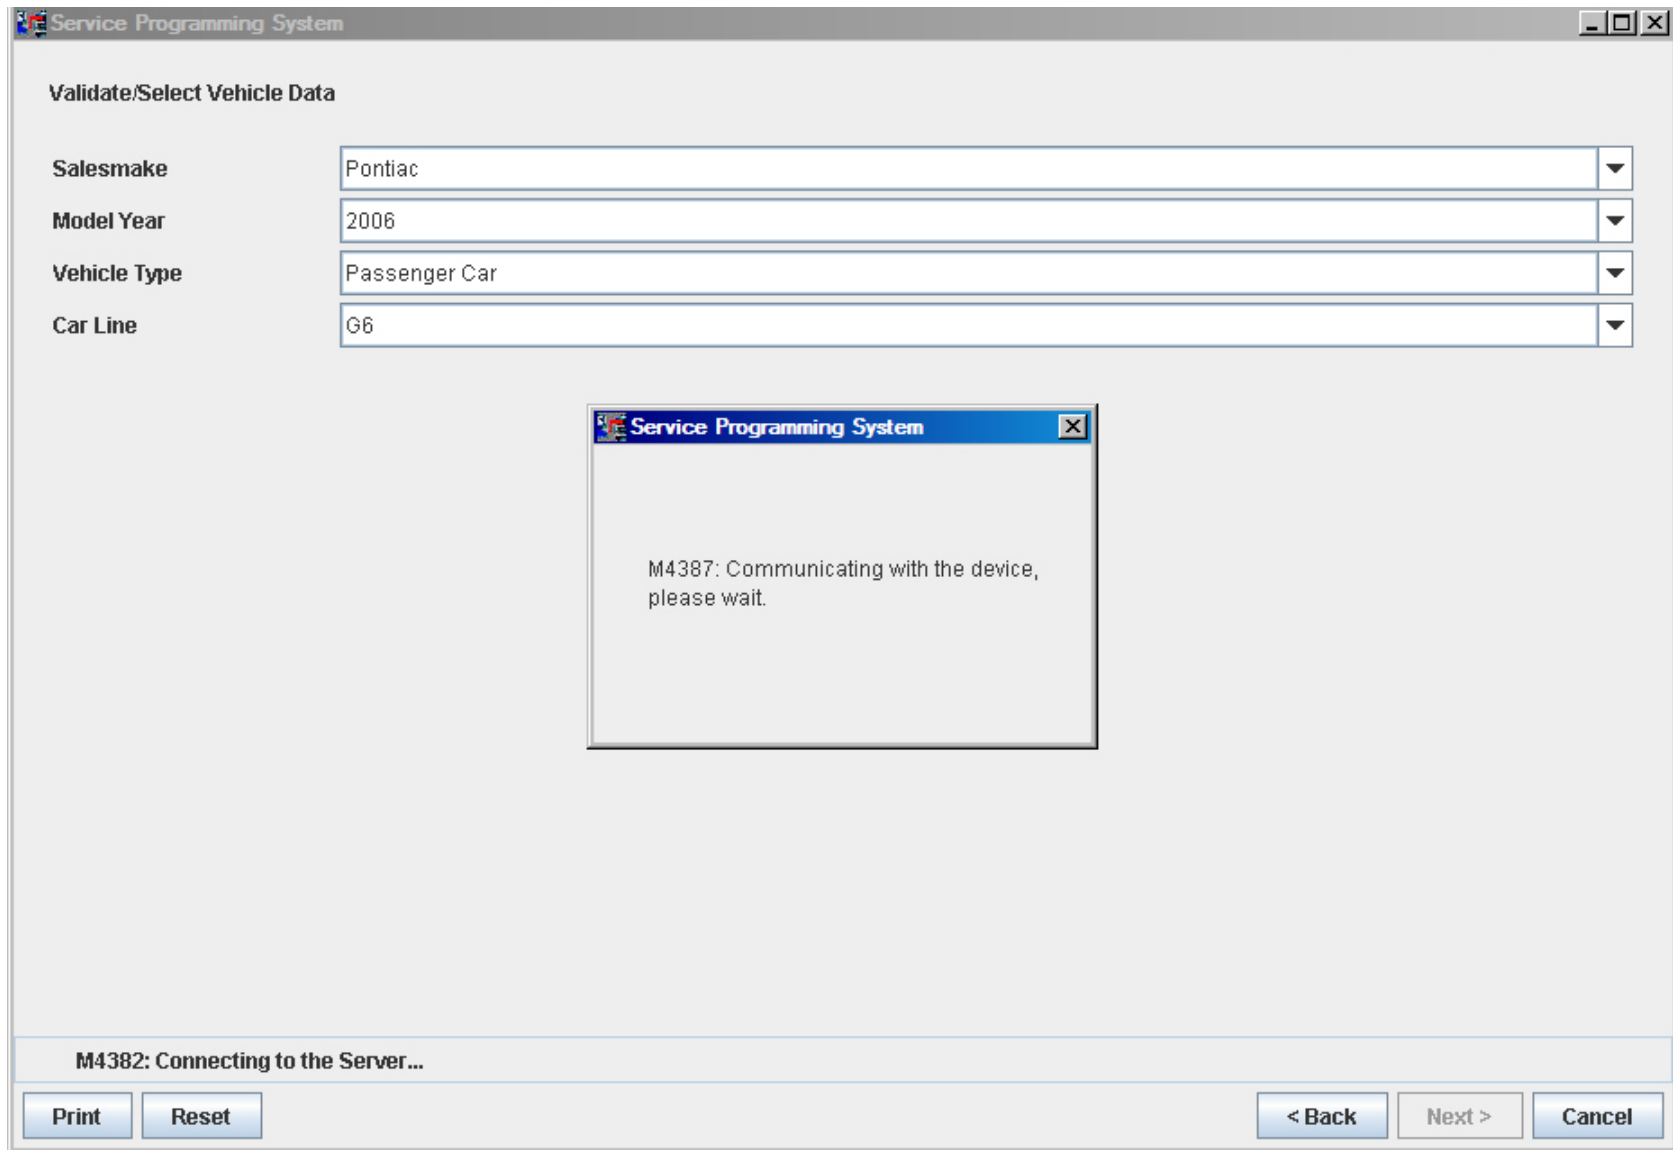 Service Programming System
Validate/Select Vehicle Data
Salesmake Pontiac
Model Year 2006
Vehicle Type Passenger Car
Car Line G6
Service Programming System
M4387: Communicating with the device,
please wait.
M4382: Connecting to the Server...
Print Reset < Back Next > Cancel